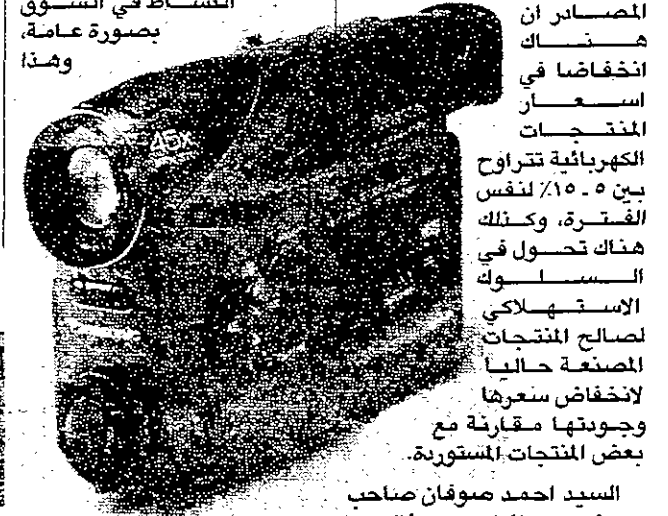 المصادر ان
هناك
انخفاضا في
اسعار
المنتجات
الكهربائية تتراوح
بين ٥ ـ ١٥٪ لنفس
الفترة، وكذلك
هناك تحول في
السلوك
الاستهلاكي
لصالح المنتجات
المصنعة حاليا
لانخفاض سعرها
وجودتها مقارنة مع
بعض المنتجات المستوردة.
السيد احمد صوفان صاحب
في السوق
بصورة عامة،
وهذا
45x